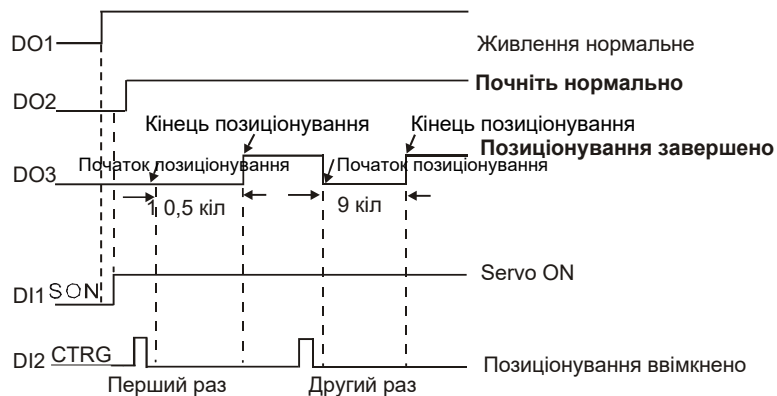 DO1
Живлення нормальне
DO2
Почніть нормально
Кінець позиціонування
Кінець позиціонування
Позиціонування завершено
Початок позиціонування
Початок позиціонування
DO3
1 0,5 кіл
9 кіл
DI1 SON
Servo ON
DI2 CTRG
Позиціонування ввімкнено
Перший раз
Другий раз